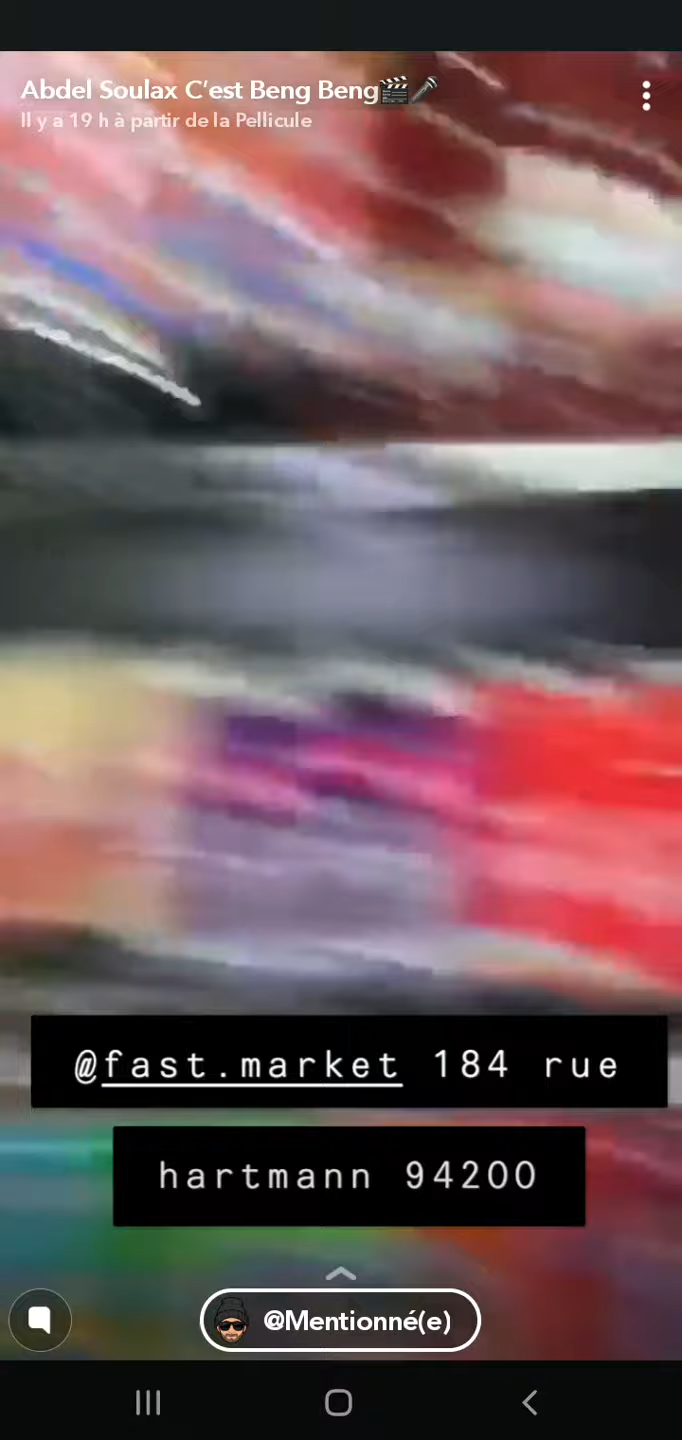 Abdel Soulax C’est Beng Beng🎬🎤
Il y a 19 h à partir de la Pellicule
@fast.market 184 rue
hartmann 94200
@Mentionné(e)